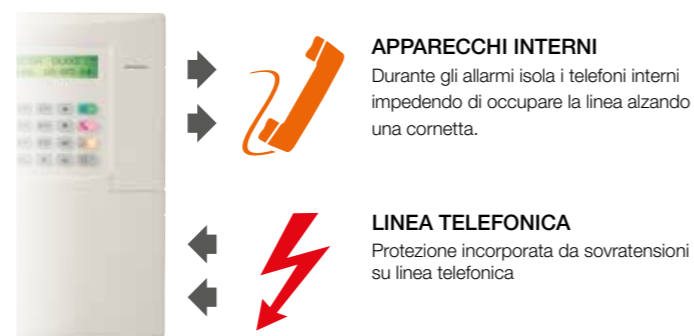 APPARECCHI INTERNI
Durante gli allarmi isola i telefoni interni
impedendo di occupare la linea alzando
una cornetta.
LINEA TELEFONICA
Protezione incorporata da sovratensioni
su linea telefonica